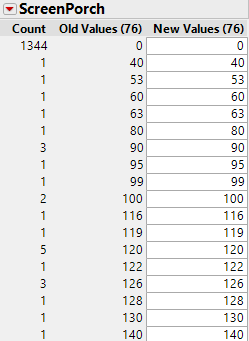 ScreenPorch
Count Old Values (76) New Values (76)
1344 0 0
1 40 40
1 53 53
1 60 60
1 63 63
1 80 80
3 90 90
1 95 95
1 99 99
2 100 100
1 116 116
1 119 119
5 120 120
1 122 122
3 126 126
1 128 128
1 130 130
1 140 140